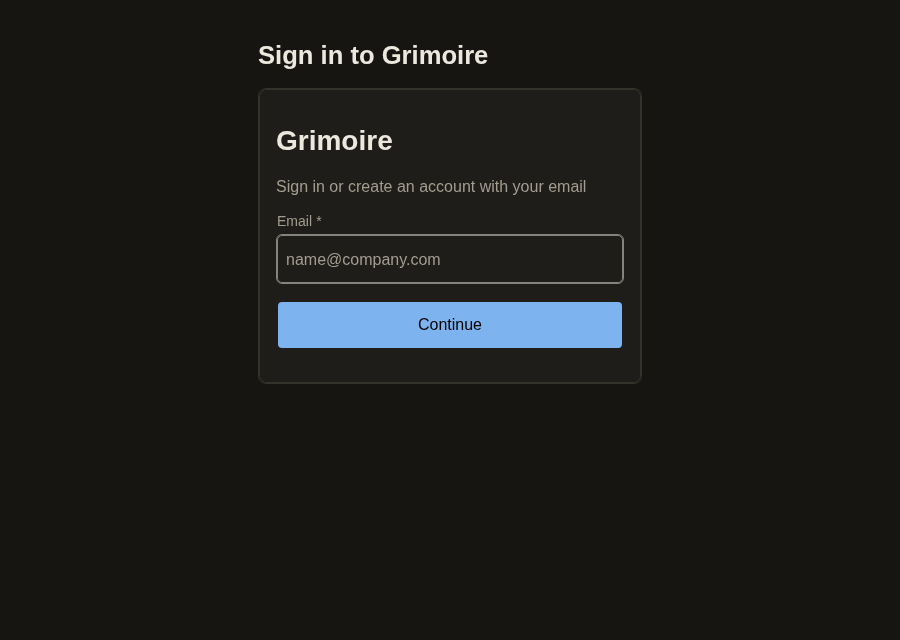 Sign in to Grimoire
Grimoire
Sign in or create an account with your email
Email *
name@company.com
Continue